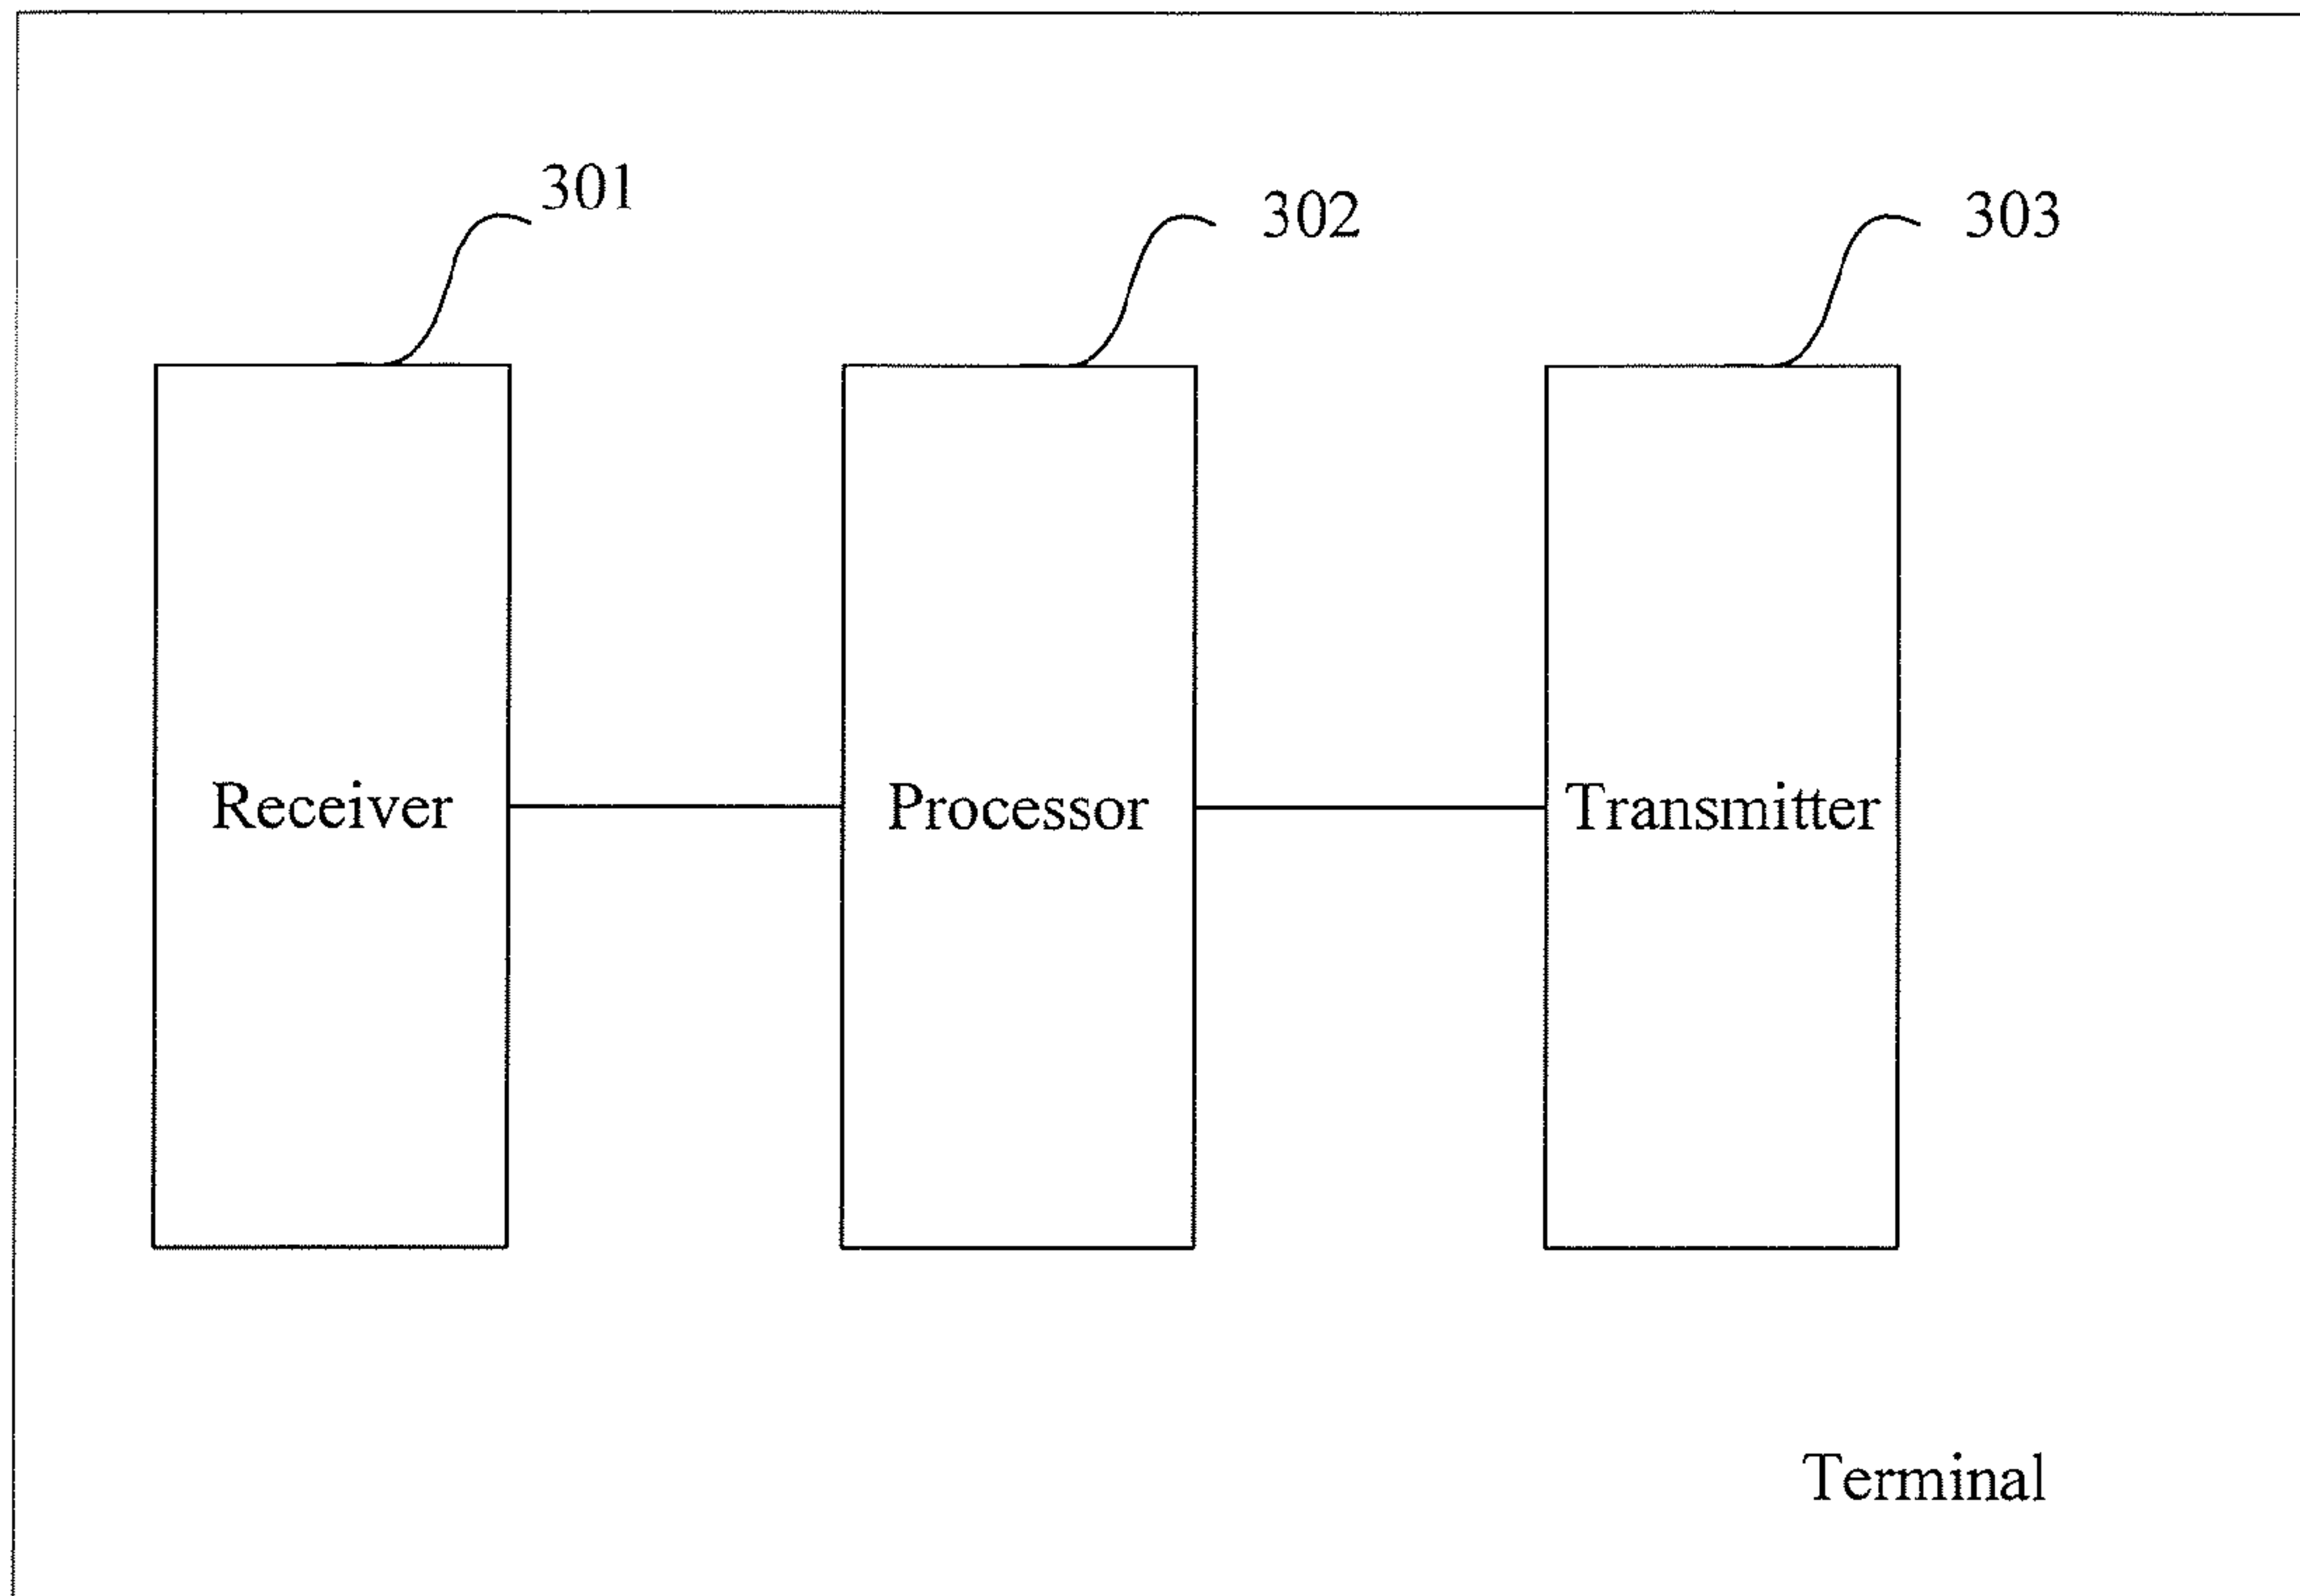 301
302
303
Receiver
Processor
Transmitter
Terminal